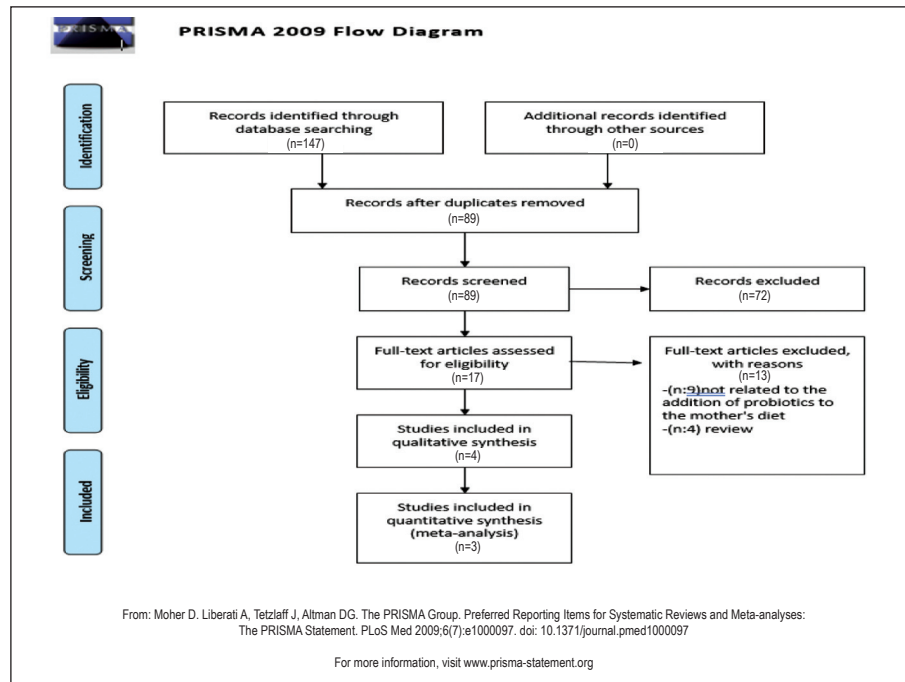 PRISMA
PRISMA 2009 Flow Diagram
Identification
Records identified through
database searching
(n=147)
Additional records identified
through other sources
(n=0)
Records after duplicates removed
(n=89)
Screening
Records screened
(n=89)
Records excluded
(n=72)
Eligibility
Full-text articles assessed
for eligibility
(n=17)
Full-text articles excluded,
with reasons
(n=13)
-(n:9)not related to the
addition of probiotics to
the mother's diet
-(n:4) review
Studies included in
qualitative synthesis
(n=4)
Included
Studies included in
quantitative synthesis
(meta-analysis)
(n=3)
From: Moher D. Liberati A, Tetzlaff J, Altman DG. The PRISMA Group. Preferred Reporting Items for Systematic Reviews and Meta-analyses:
The PRISMA Statement. PLoS Med 2009;6(7):e1000097. doi: 10.1371/journal.pmed1000097
For more information, visit www.prisma-statement.org